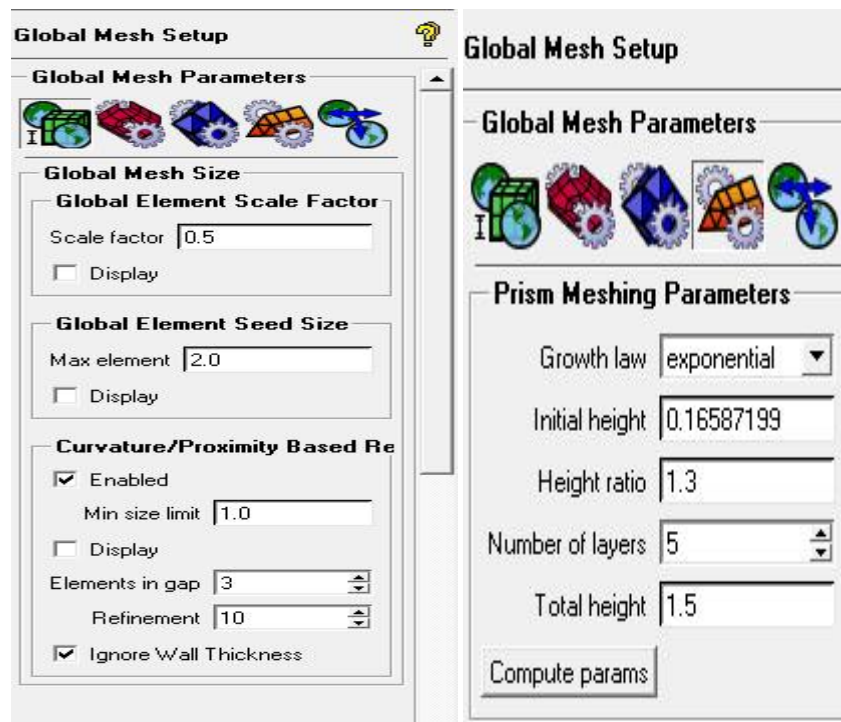 Global Mesh Setup
Global Mesh Parameters
Global Mesh Size
Global Element Scale Factor
Scale factor 0.5
Display
Global Element Seed Size
Max element 2.0
Display
Curvature/Proximity Based Re
Enabled
Min size limit 1.0
Display
Elements in gap 3
Refinement 10
Ignore Wall Thickness
Global Mesh Setup
Global Mesh Parameters
Prism Meshing Parameters
Growth law exponential
Initial height 0.16587199
Height ratio 1.3
Number of layers 5
Total height 1.5
Compute params